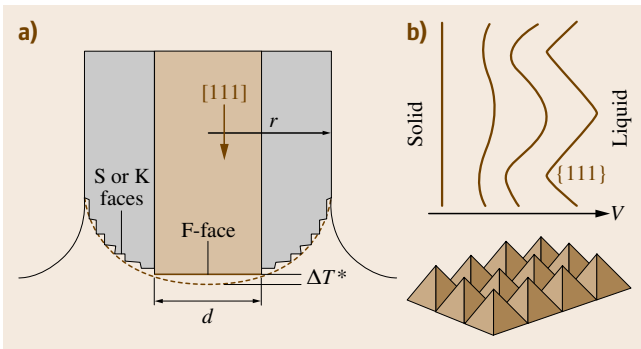 a)
[111]
r
S or K
faces
F-face
ΔT*
d
b)
Solid
Liquid
{111}
V